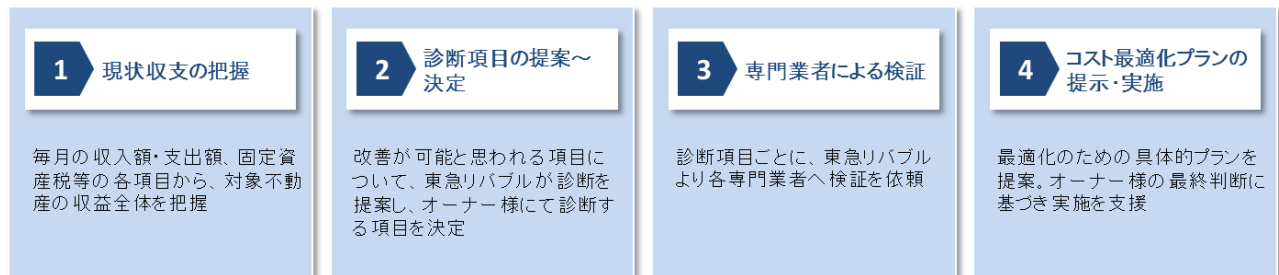 1
現状収支の把握
毎月の収入額・支出額、固定資
産税等の各項目から、対象不動
産の収益全体を把握
2
診断項目の提案～
決定
改善が可能と思われる項目に
ついて、東急リバブルが診断を
提案し、オーナー様にて診断す
る項目を決定
3
専門業者による検証
診断項目ごとに、東急リバブル
より各専門業者へ検証を依頼
4
コスト最適化プランの
提示・実施
最適化のための具体的プランを
提案。オーナー様の最終判断に
基づき実施を支援